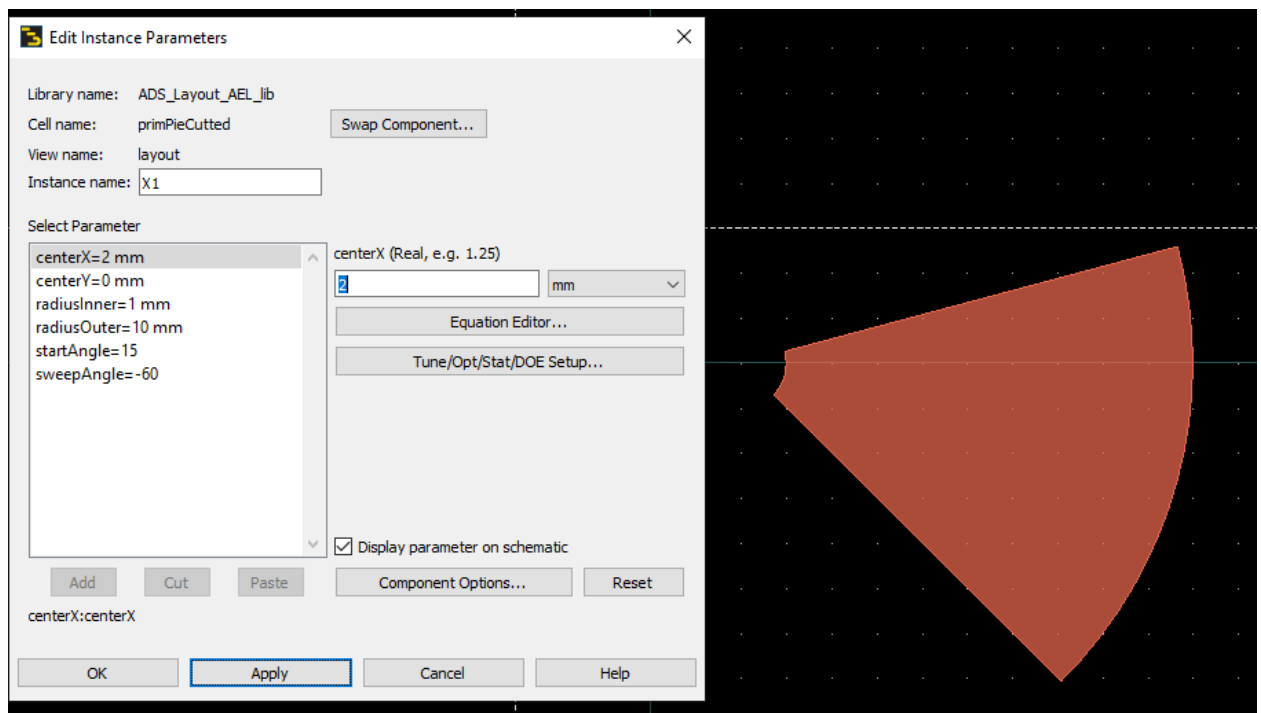 Edit Instance Parameters
Library name: ADS_Layout_AEL_lib
Cell name: primPieCutted
Swap Component...
View name: layout
Instance name: X1
Select Parameter
centerX=2 mm
centerY=0 mm
radiusInner=1 mm
radiusOuter=10 mm
startAngle=15
sweepAngle=-60
centerX (Real, e.g. 1.25)
2
mm
Equation Editor...
Tune/Opt/Stat/DOE Setup...
Display parameter on schematic
Add
Cut
Paste
Component Options...
Reset
centerX:centerX
OK
Apply
Cancel
Help